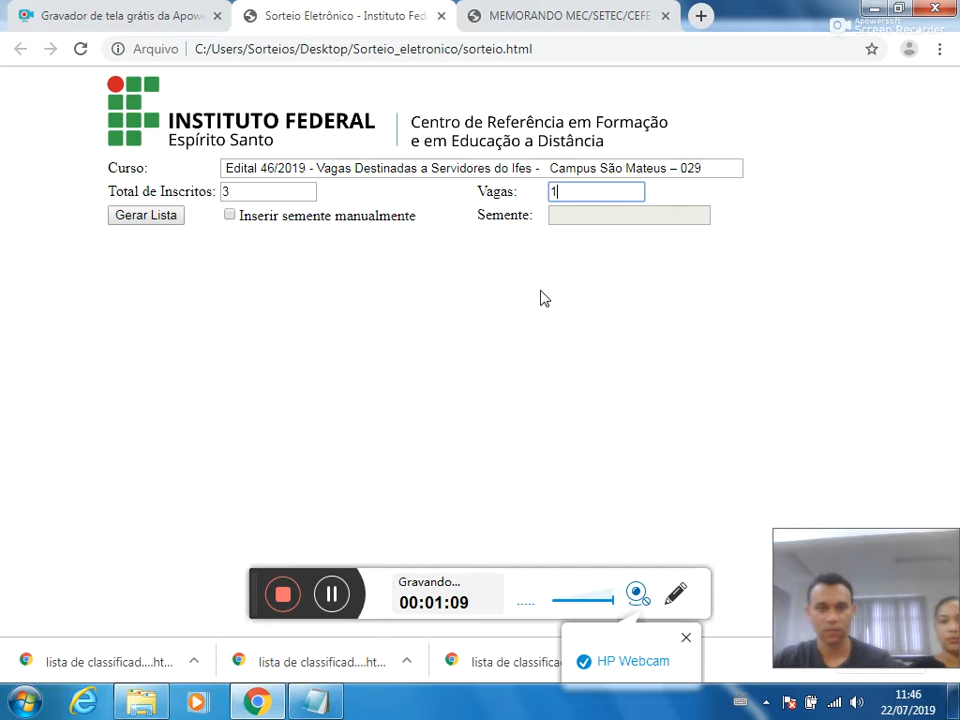 Gravador de tela grátis da Apow
Sorteio Eletrônico - Instituto Fed
MEMORANDO MEC/SETEC/CEFE
Apowersoft
Screen Recorder
Arquivo
C:/Users/Sorteios/Desktop/Sorteio_eletronico/sorteio.html
INSTITUTO FEDERAL
Espírito Santo
Centro de Referência em Formação
e em Educação a Distância
Curso: Edital 46/2019 - Vagas Destinadas a Servidores do Ifes - Campus São Mateus – 029
Total de Inscritos: 3 Vagas: 1
Gerar Lista Inserir semente manualmente Semente:
Gravando...
00:01:09
HP Webcam
lista de classificad....ht...
lista de classificad....ht...
lista de classifica
11:46
22/07/2019